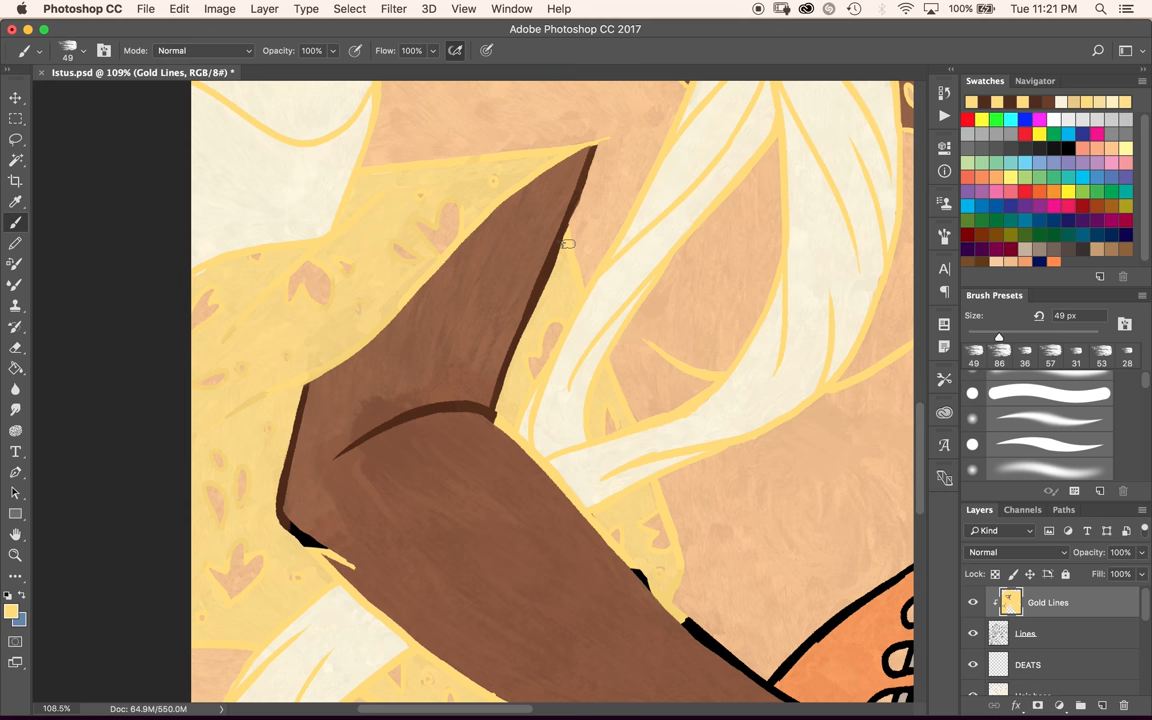 Photoshop CC File Edit Image Layer Type Select Filter 3D View Window Help 100% Tue 11:21 PM
Adobe Photoshop CC 2017
49 Mode: Normal Opacity: 100% Flow: 100%
× Istus.psd @ 109% (Gold Lines, RGB/8#) *
Swatches Navigator
Brush Presets
Size: 49 px
49 86 36 57 31 53 28
Layers Channels Paths
Kind
Normal Opacity: 100%
Lock: Fill: 100%
Gold Lines
Lines.
DEATS
108.5% Doc: 64.9M/550.0M